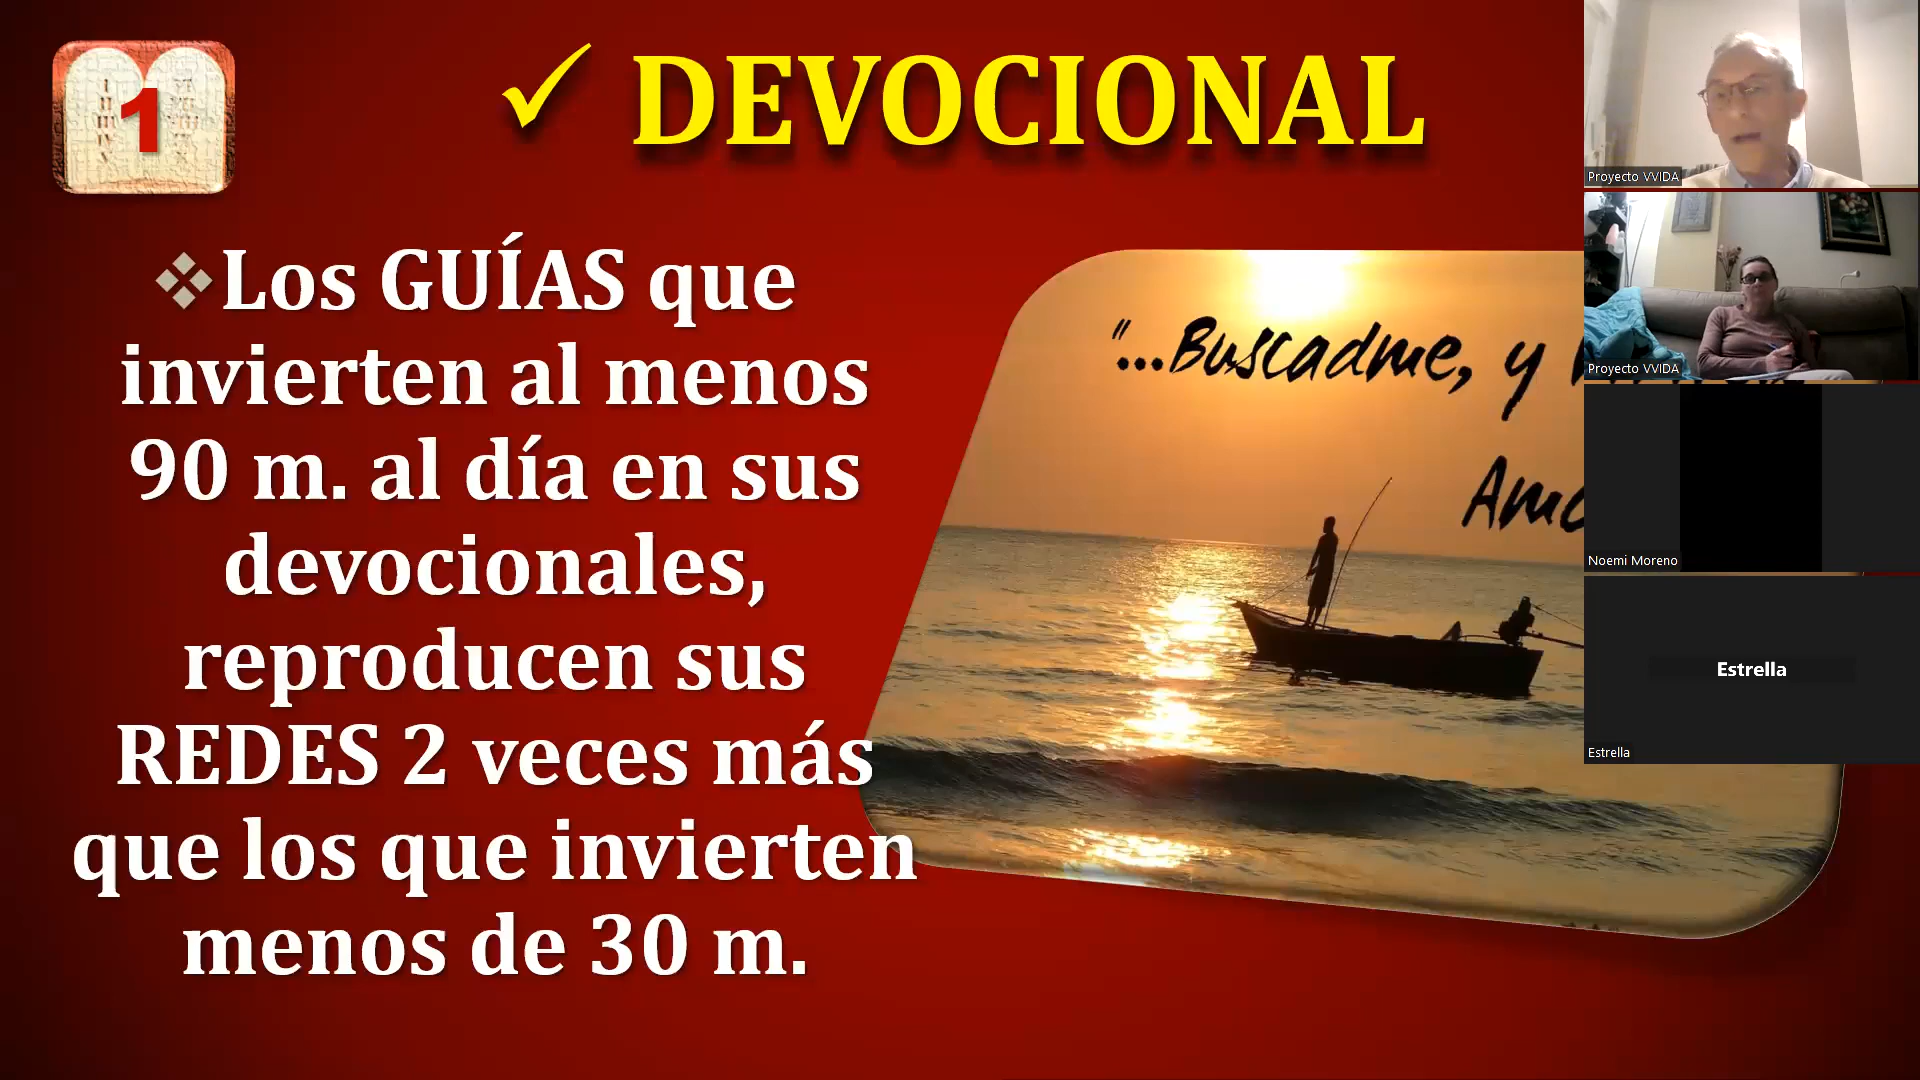 1
✓ DEVOCIONAL
❖Los GUÍAS que
invierten al menos
90 m. al día en sus
devocionales,
reproducen sus
REDES 2 veces más
que los que invierten
menos de 30 m.
"...Buscadme, y
Proyecto VVIDA
Proyecto VVIDA
Noemi Moreno
Estrella
Estrella